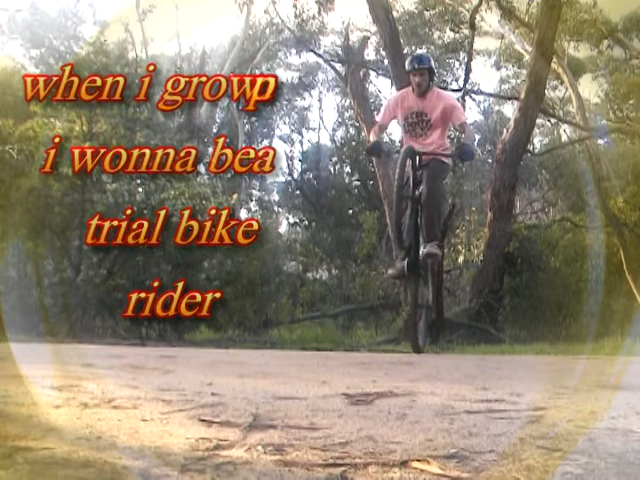 when i growp
i wonna bea
trial bike
rider